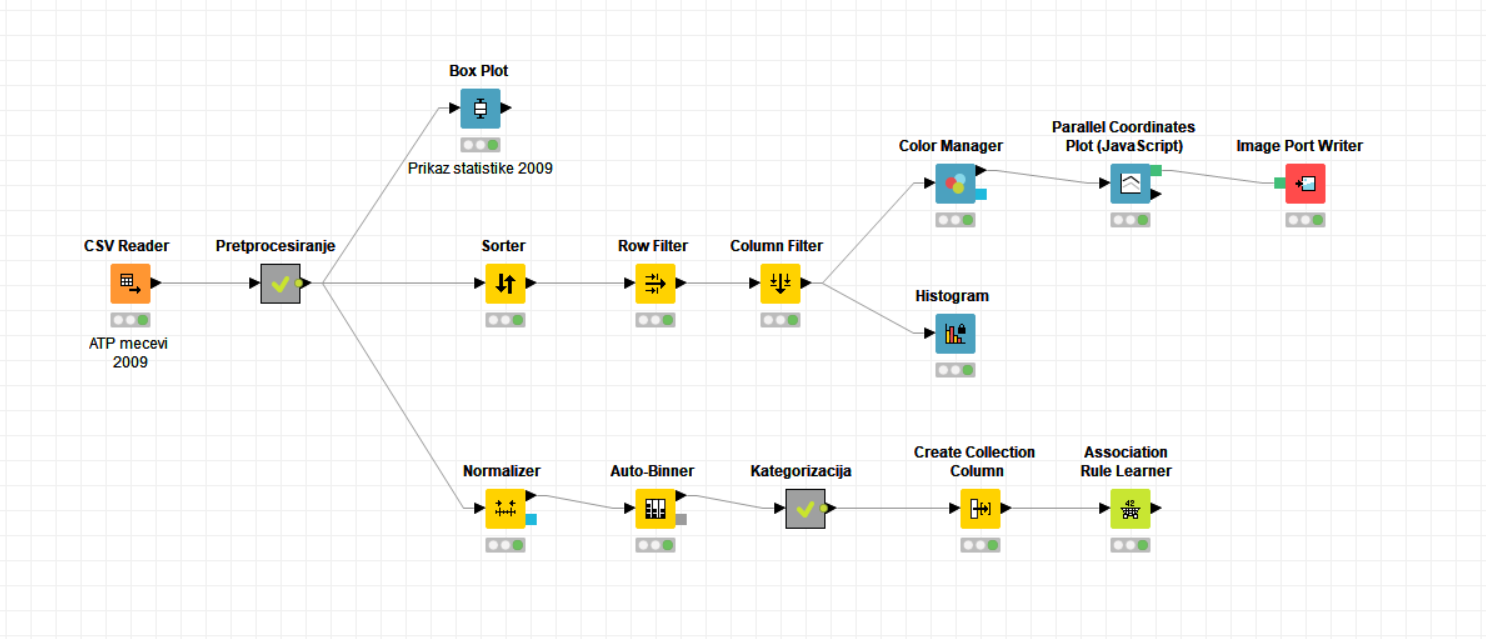 Box Plot
Prikaz statistike 2009
Parallel Coordinates
Plot (JavaScript)
Color Manager
Image Port Writer
CSV Reader
Pretprocesiranje
Sorter
Row Filter
Column Filter
Histogram
ATP mecevi
2009
Normalizer
Auto-Binner
Kategorizacija
Create Collection
Column
Association
Rule Learner
42